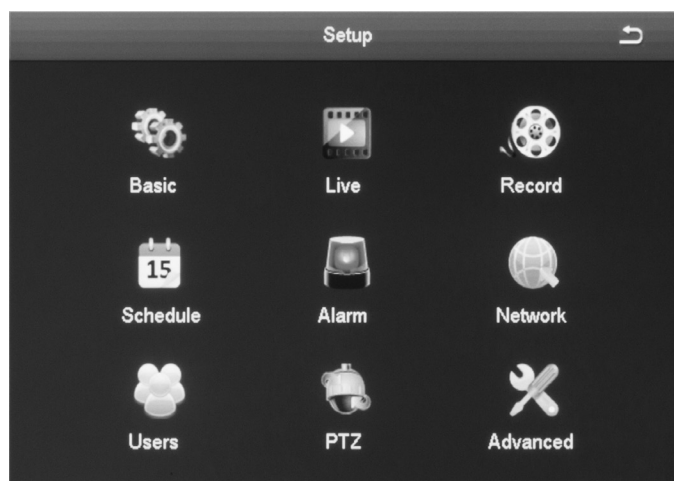 Setup
Basic
Live
Record
15
Schedule
Alarm
Network
Users
PTZ
Advanced